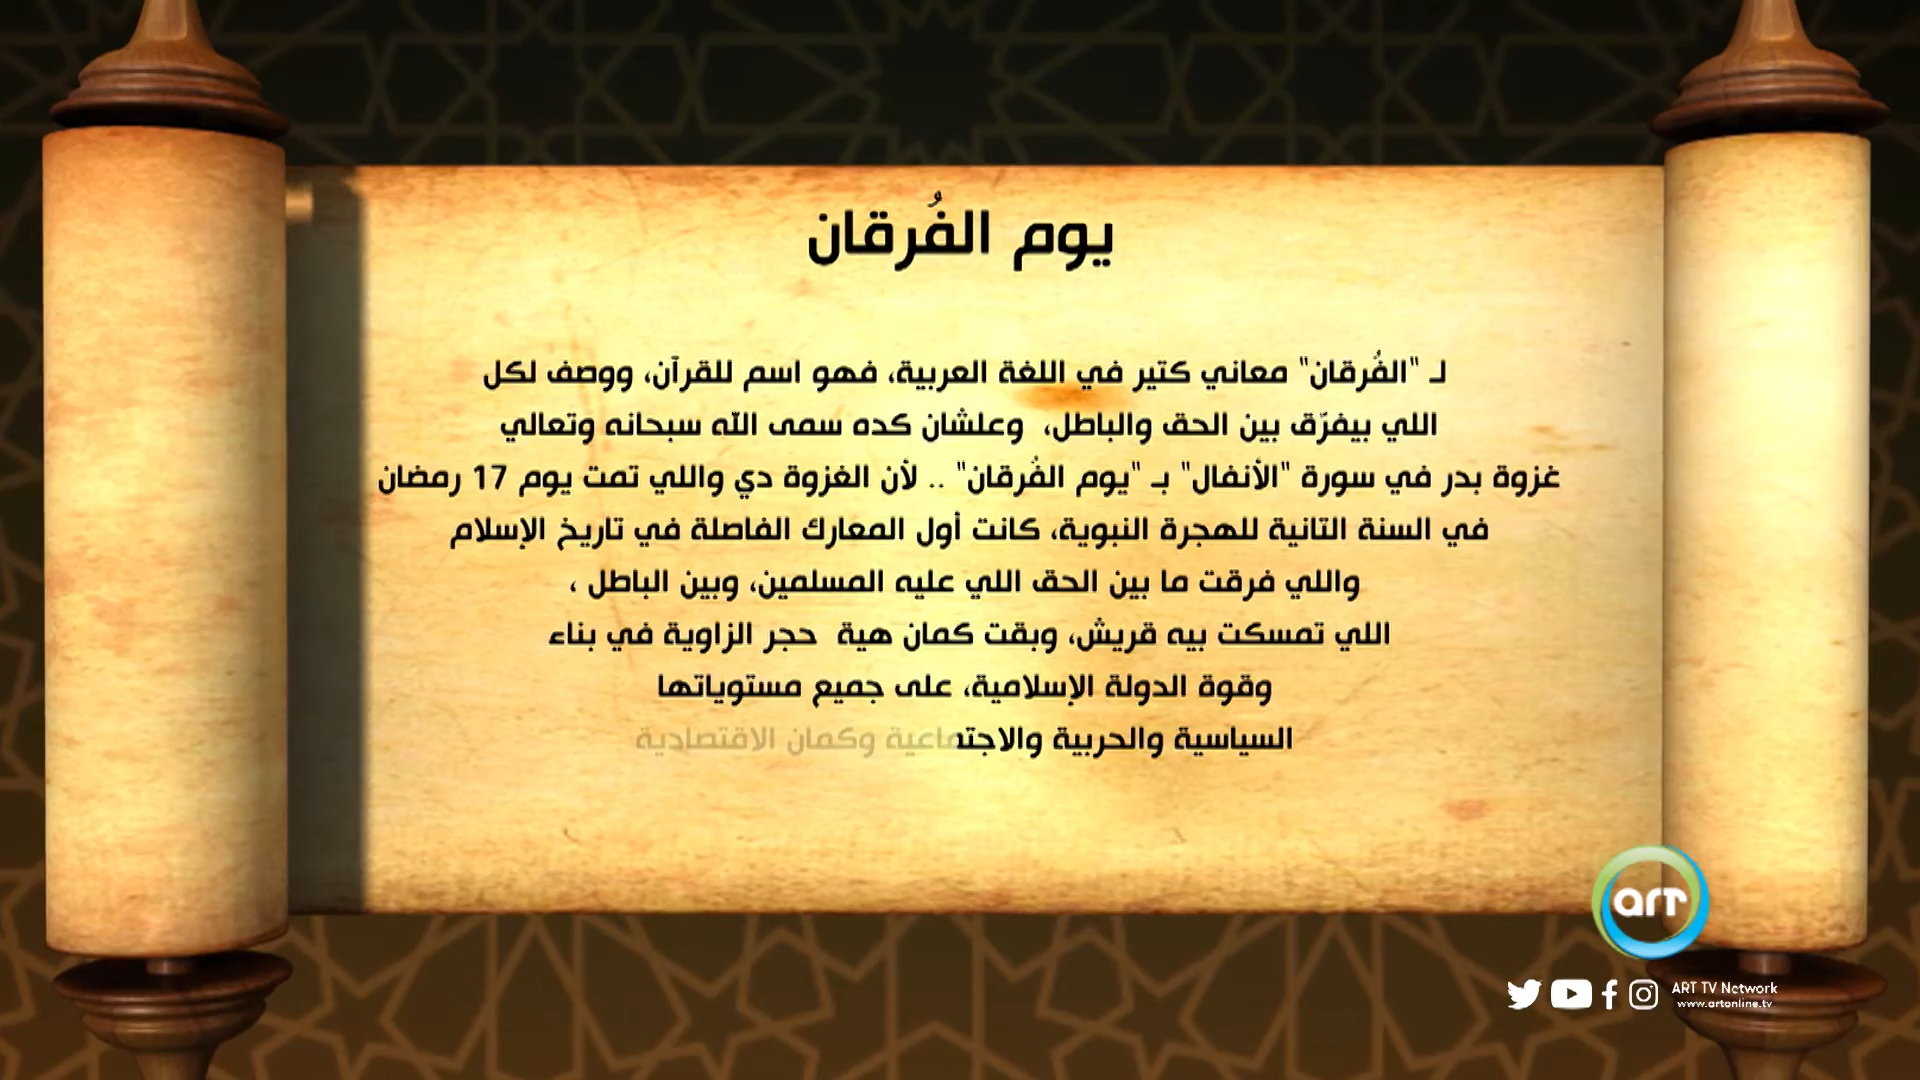 يوم الفُرقان
لـ "الفُرقان" معاني كتير في اللغة العربية، فهو اسم للقرآن، ووصف لكل
اللي بيفرّق بين الحق والباطل، وعلشان كده سمى الله سبحانه وتعالي
غزوة بدر في سورة "الأنفال" بـ "يوم الفُرقان" .. لأن الغزوة دي واللي تمت يوم 17 رمضان
في السنة التانية للهجرة النبوية، كانت أول المعارك الفاصلة في تاريخ الإسلام
واللي فرقت ما بين الحق اللي عليه المسلمين، وبين الباطل ،
اللي تمسكت بيه قريش، وبقت كمان هية حجر الزاوية في بناء
وقوة الدولة الإسلامية، على جميع مستوياتها
السياسية والحربية والاجتماعية وكمان الاقتصادية
art
ART TV Network
www.artonline.tv